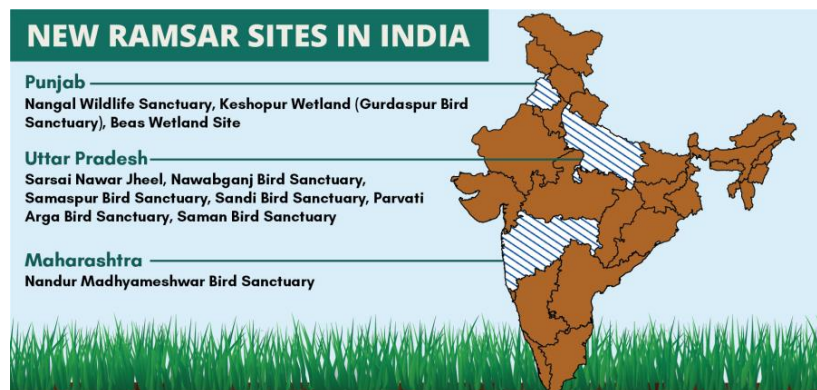 NEW RAMSAR SITES IN INDIA
Punjab
Nangal Wildlife Sanctuary, Keshopur Wetland (Gurdaspur Bird
Sanctuary), Beas Wetland Site
Uttar Pradesh
Sarsai Nawar Jheel, Nawabganj Bird Sanctuary,
Samaspur Bird Sanctuary, Sandi Bird Sanctuary, Parvati
Arga Bird Sanctuary, Saman Bird Sanctuary
Maharashtra
Nandur Madhyameshwar Bird Sanctuary